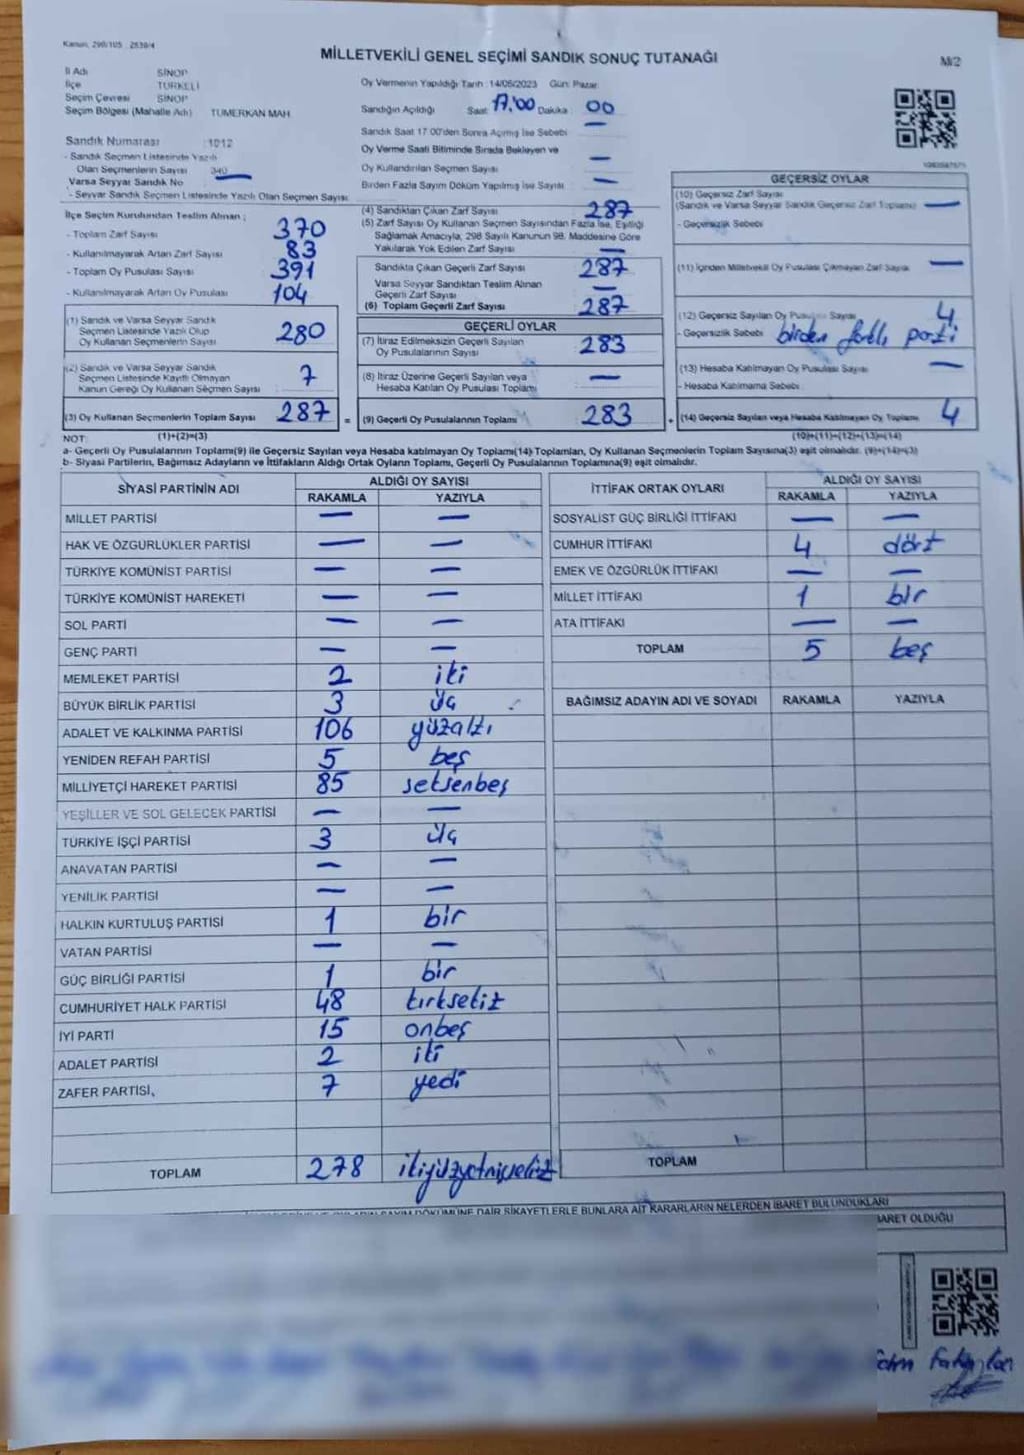 Kanun, 298/105 , 2839/4
MİLLETVEKİLİ GENEL SEÇİMİ SANDIK SONUÇ TUTANAĞI
M/2
İl Adı SİNOP
İlçe TÜRKELİ
Seçim Çevresi SİNOP
Seçim Bölgesi (Mahalle Adı) TUMERKAN MAH
Sandık Numarası 1012
- Sandık Seçmen Listesinde Yazılı
Olan Seçmenlerin Sayısı 340
Varsa Seyyar Sandık No
- Seyyar Sandık Seçmen Listesinde Yazılı Olan Seçmen Sayısı
Oy Vermenin Yapıldığı Tarih : 14/05/2023 Gün: Pazar
Sandığın Açıldığı Saat 17:00 Dakika : 00
Sandık Saat 17:00'den Sonra Açılmış İse Sebebi —
Oy Verme Saati Bitiminde Sırada Bekleyen ve
Oy Kullandırılan Seçmen Sayısı —
Birden Fazla Sayım Döküm Yapılmış İse Sayısı —
İlçe Seçim Kurulundan Teslim Alınan ;
- Toplam Zarf Sayısı 370
- Kullanılmayarak Artan Zarf Sayısı 83
- Toplam Oy Pusulası Sayısı 391
- Kullanılmayarak Artan Oy Pusulası 104
(1) Sandık ve Varsa Seyyar Sandık
Seçmen Listesinde Yazılı Olup
Oy Kullanan Seçmenlerin Sayısı 280
(2) Sandık ve Varsa Seyyar Sandık
Seçmen Listesinde Kayıtlı Olmayan
Kanun Gereği Oy Kullanan Seçmen Sayısı 7
(3) Oy Kullanan Seçmenlerin Toplam Sayısı 287 =
(1)+(2)=(3)
(4) Sandıktan Çıkan Zarf Sayısı 287
(5) Zarf Sayısı Oy Kullanan Seçmen Sayısından Fazla İse, Eşitliği
Sağlamak Amacıyla, 298 Sayılı Kanunun 98. Maddesine Göre
Yakılarak Yok Edilen Zarf Sayısı —
Sandıkta Çıkan Geçerli Zarf Sayısı 287
Varsa Seyyar Sandıktan Teslim Alınan
Geçerli Zarf Sayısı —
(6) Toplam Geçerli Zarf Sayısı 287
GEÇERLİ OYLAR
(7) İtiraz Edilmeksizin Geçerli Sayılan
Oy Pusulalarının Sayısı 283
(8) İtiraz Üzerine Geçerli Sayılan veya
Hesaba Katılan Oy Pusulası Toplamı —
(9) Geçerli Oy Pusulalarının Toplamı 283 +
GEÇERSİZ OYLAR
(10) Geçersiz Zarf Sayısı
(Sandık ve Varsa Seyyar Sandık Geçersiz Zarf Toplamı) —
- Geçersizlik Sebebi
(11) İçinden Milletvekili Oy Pusulası Çıkmayan Zarf Sayısı —
(12) Geçersiz Sayılan Oy Pusulası Sayısı 4
- Geçersizlik Sebebi birden fazla parti
(13) Hesaba Katılmayan Oy Pusulası Sayısı —
- Hesaba Katılmama Sebebi
(14) Geçersiz Sayılan veya Hesaba Katılmayan Oy Toplamı 4
(10)+(11)+(12)+(13)=(14)
NOT:
a- Geçerli Oy Pusulalarının Toplamı(9) ile Geçersiz Sayılan veya Hesaba katılmayan Oy Toplamı(14) Toplamları, Oy Kullanan Seçmenlerin Toplam Sayısına(3) eşit olmalıdır. (9)+(14)=(3)
b- Siyasi Partilerin, Bağımsız Adayların ve İttifakların Aldığı Ortak Oyların Toplamı, Geçerli Oy Pusulalarının Toplamına(9) eşit olmalıdır.
SİYASİ PARTİNİN ADI ALDIĞI OY SAYISI
RAKAMLA YAZIYLA
MİLLET PARTİSİ — —
HAK VE ÖZGÜRLÜKLER PARTİSİ — —
TÜRKİYE KOMÜNİST PARTİSİ — —
TÜRKİYE KOMÜNİST HAREKETİ — —
SOL PARTİ — —
GENÇ PARTİ — —
MEMLEKET PARTİSİ 2 iki
BÜYÜK BİRLİK PARTİSİ 3 üç
ADALET VE KALKINMA PARTİSİ 106 yüzaltı
YENİDEN REFAH PARTİSİ 5 beş
MİLLİYETÇİ HAREKET PARTİSİ 85 seksenbeş
YEŞİLLER VE SOL GELECEK PARTİSİ — —
TÜRKİYE İŞÇİ PARTİSİ 3 üç
ANAVATAN PARTİSİ — —
YENİLİK PARTİSİ — —
HALKIN KURTULUŞ PARTİSİ 1 bir
VATAN PARTİSİ — —
GÜÇ BİRLİĞİ PARTİSİ 1 bir
CUMHURİYET HALK PARTİSİ 48 kırksekiz
İYİ PARTİ 15 onbeş
ADALET PARTİSİ 2 iki
ZAFER PARTİSİ, 7 yedi
TOPLAM 278 ikiyüzyetmişsekiz
İTTİFAK ORTAK OYLARI ALDIĞI OY SAYISI
RAKAMLA YAZIYLA
SOSYALİST GÜÇ BİRLİĞİ İTTİFAKI — —
CUMHUR İTTİFAKI 4 dört
EMEK VE ÖZGÜRLÜK İTTİFAKI — —
MİLLET İTTİFAKI 1 bir
ATA İTTİFAKI — —
TOPLAM 5 beş
BAĞIMSIZ ADAYIN ADI VE SOYADI RAKAMLA YAZIYLA
TOPLAM
OYLARIN SAYIM DÖKÜMÜNE DAİR ŞİKAYETLERLE BUNLARA AİT KARARLARIN NELERDEN İBARET BULUNDUKLARI
BARET OLDUĞU